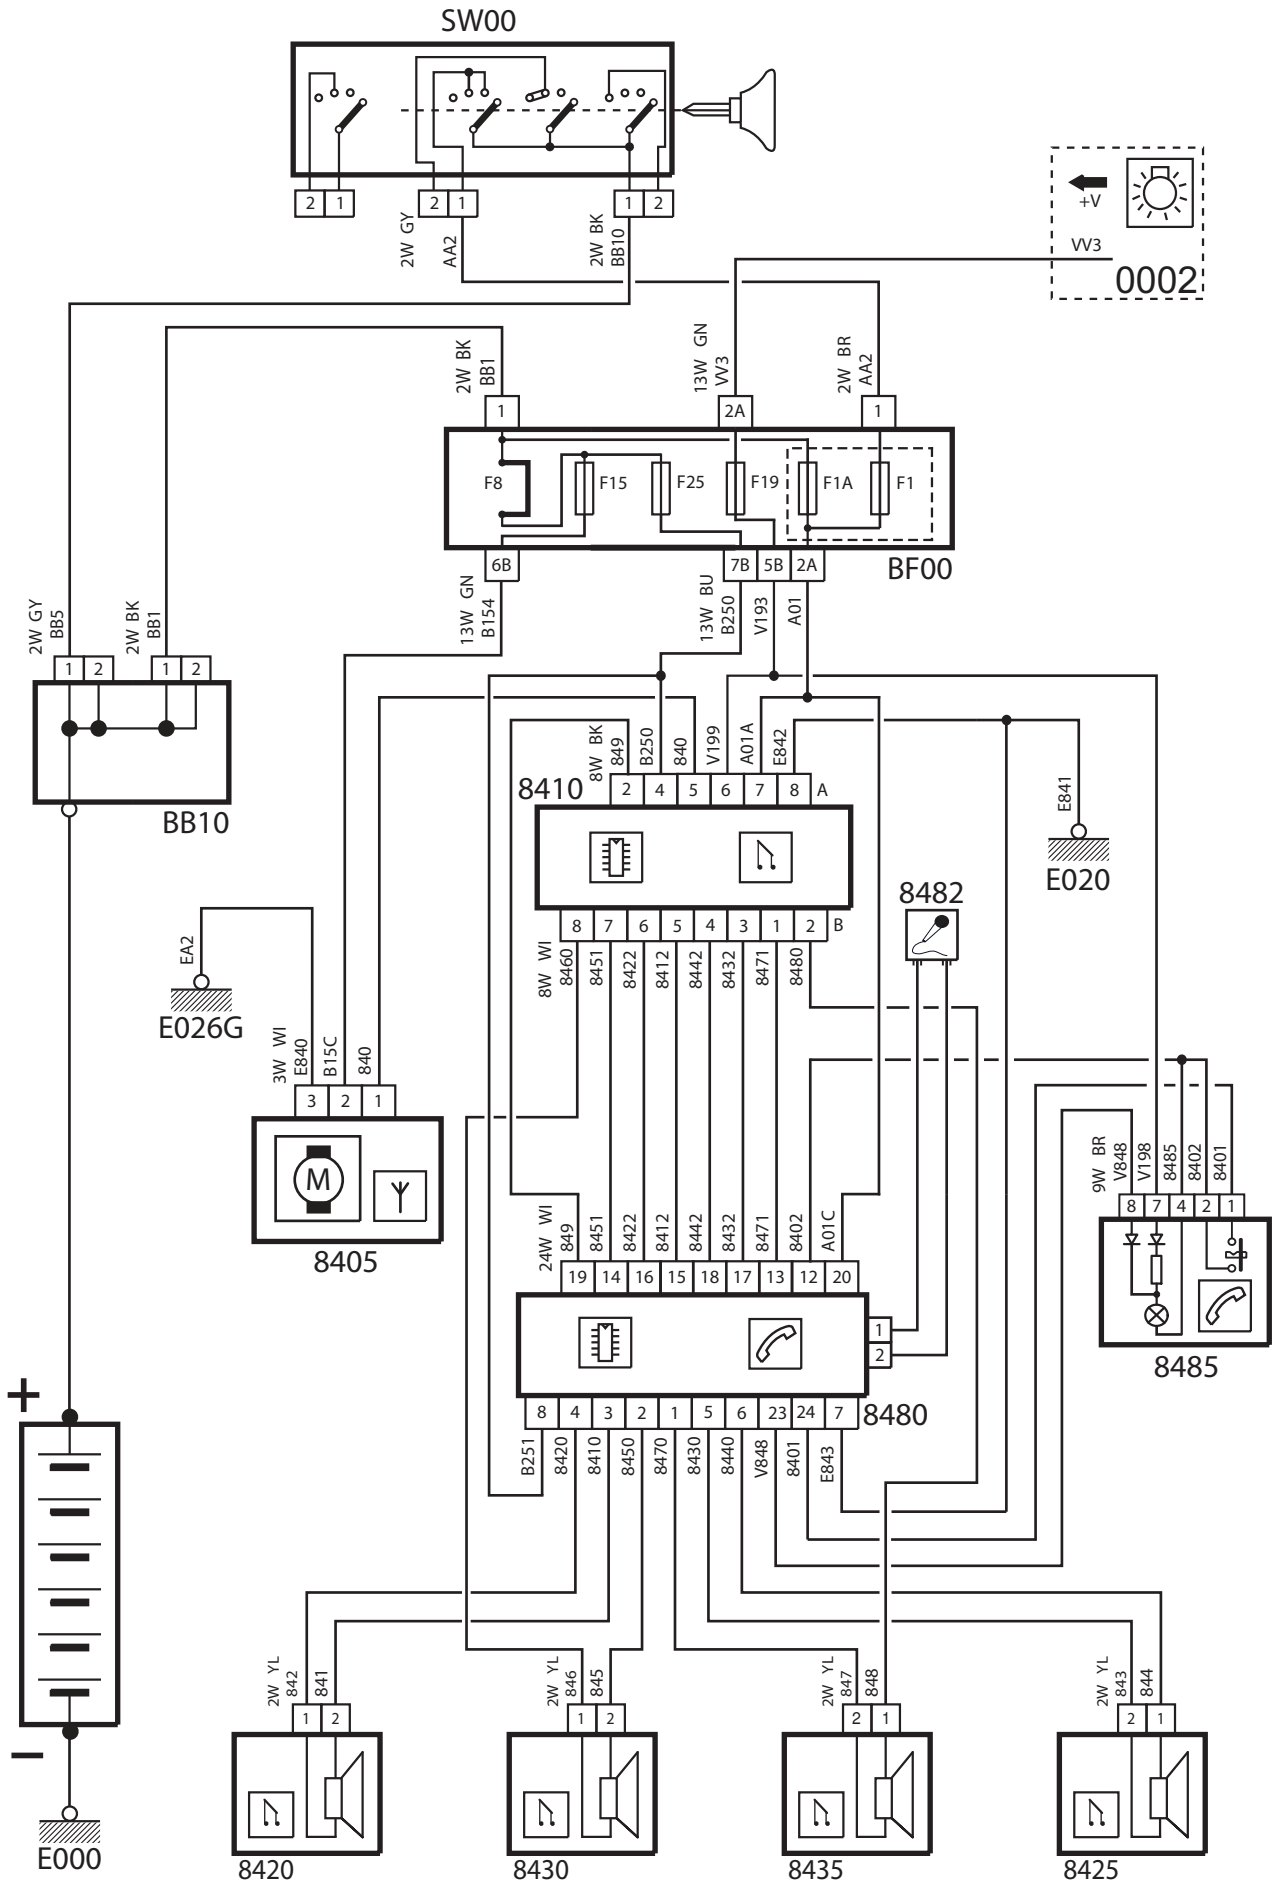 SW00
2 1 2 1 1 2
2W GY
AA2
2W BK
BB10
+V
VV3
0002
2W BK
BB1
13W GN
VV3
2W BR
AA2
1 2A 1
F8 F15 F25 F19 F1A F1
6B 7B 5B 2A
BF00
13W GN
B154
13W BU
B250
V193
A01
2W GY
BB5
2W BK
BB1
1 2 1 2
BB10
8W BK
849
B250
840
V199
A01A
E842
8410
2 4 5 6 7 8 A
E841
E020
8482
8 7 6 5 4 3 1 2 B
8W WI
8460
8451
8422
8412
8442
8432
8471
8480
EA2
E026G
3W WI
E840
B15C
840
3 2 1
M
8405
9W BR
V848
V198
8485
8402
8401
8 7 4 2 1
8485
24W WI
849
8451
8422
8412
8442
8432
8471
8402
A01C
19 14 16 15 18 17 13 12 20
1
2
8 4 3 2 1 5 6 23 24 7
8480
B251
8420
8410
8450
8470
8430
8440
V848
8401
E843
+
–
E000
2W YL
842
841
1 2
8420
2W YL
846
845
1 2
8430
2W YL
847
848
2 1
8435
2W YL
843
844
2 1
8425